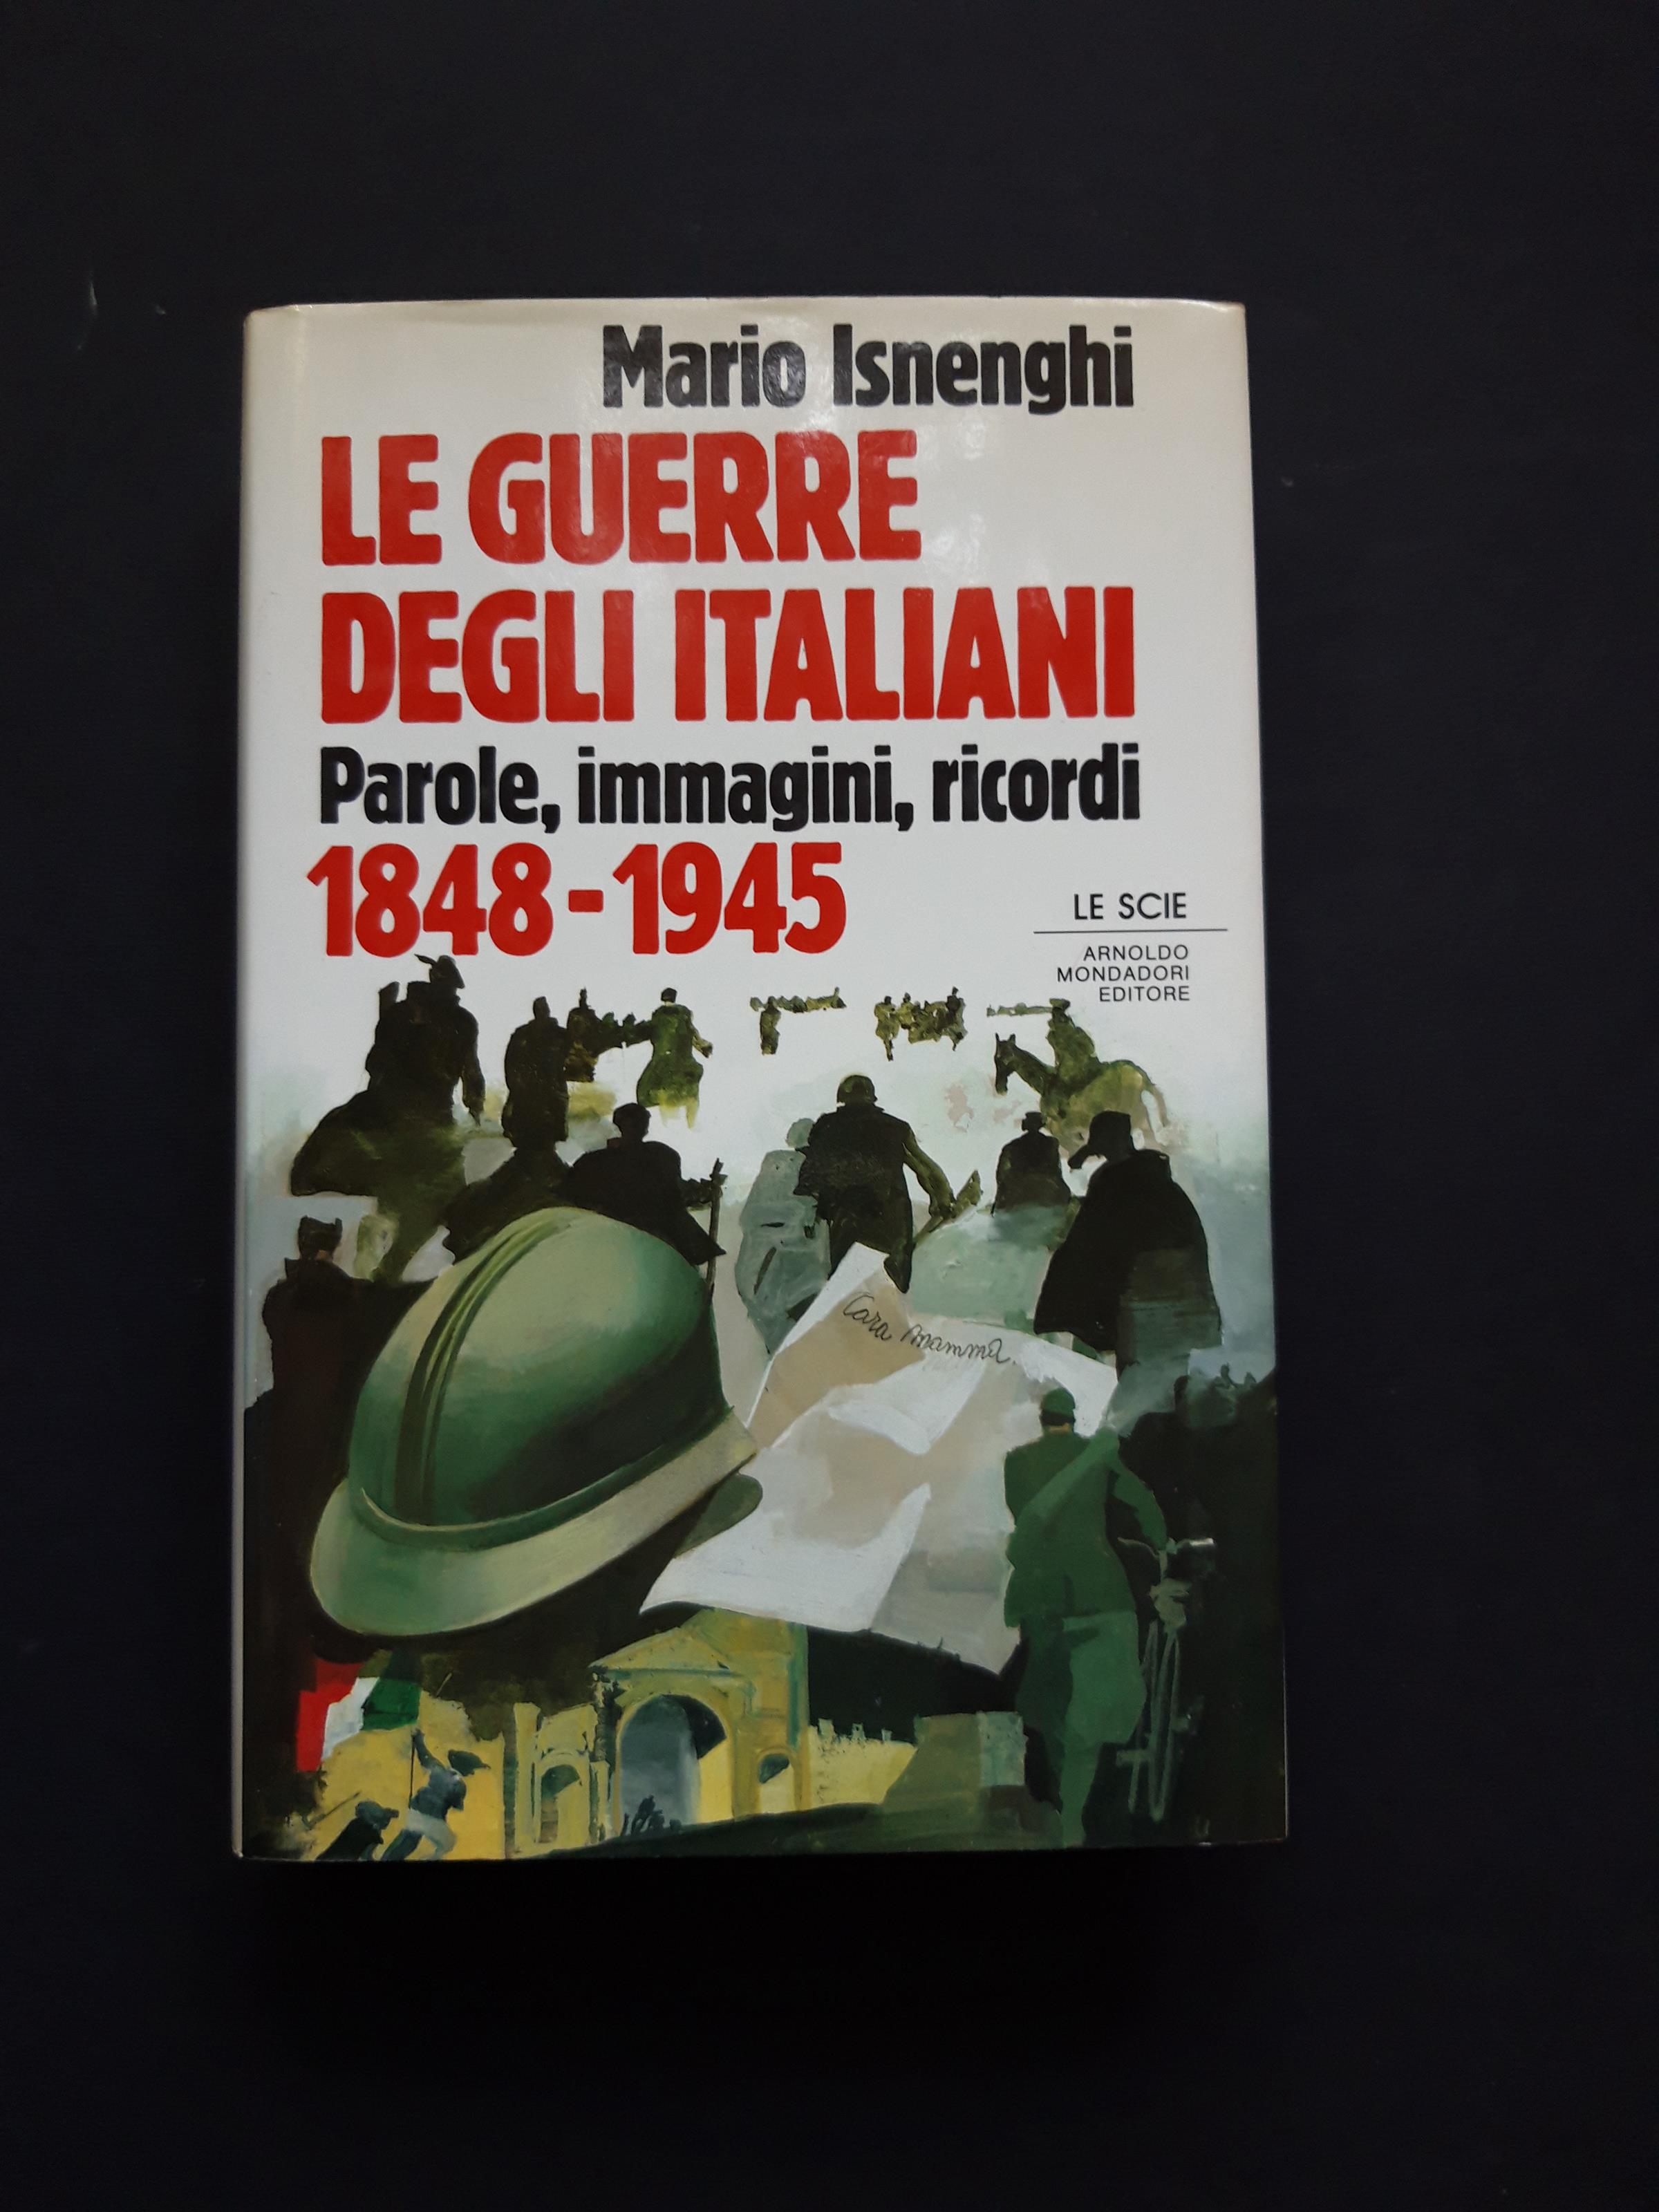 Mario Isnenghi
LE GUERRE
DEGLI ITALIANI
Parole, immagini, ricordi
1848-1945
LE SCIE
ARNOLDO
MONDADORI
EDITORE
Cara mamma.